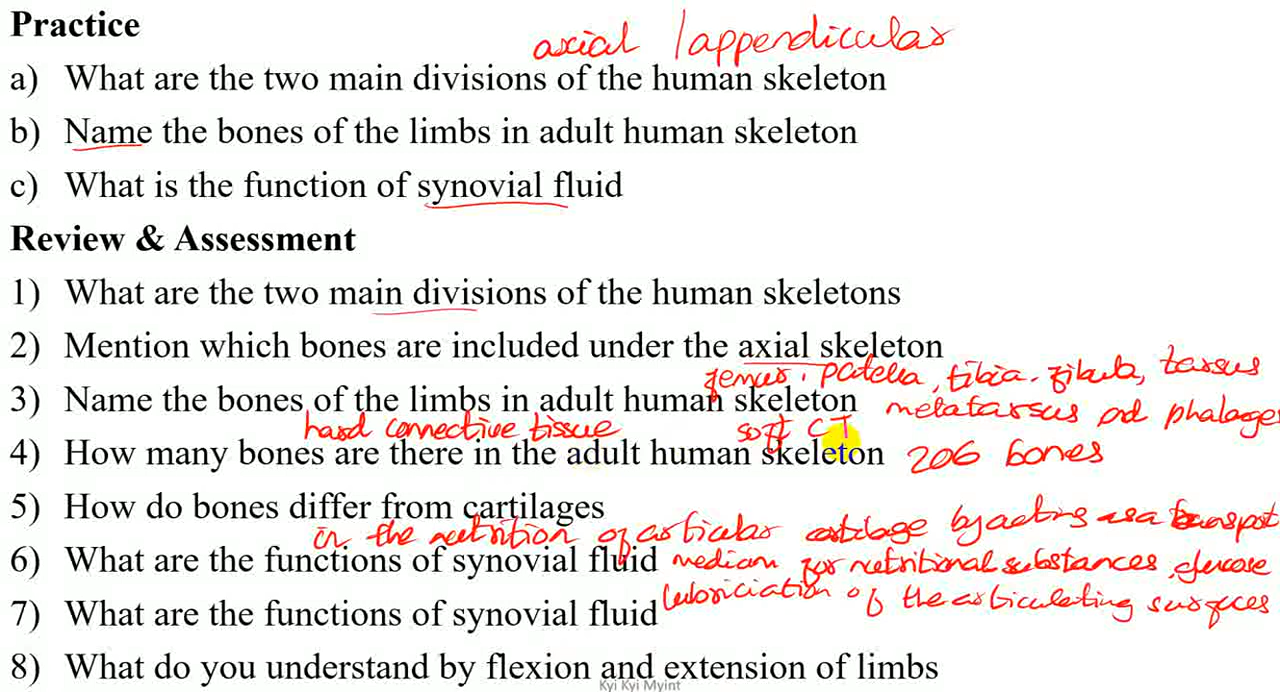 Practice
axial / appendicular
a) What are the two main divisions of the human skeleton
b) Name the bones of the limbs in adult human skeleton
c) What is the function of synovial fluid
Review & Assessment
1) What are the two main divisions of the human skeletons
2) Mention which bones are included under the axial skeleton
femur, patella, tibia, fibula, tarsus
3) Name the bones of the limbs in adult human skeleton metatarsus and phalanges
hard connective tissue soft CT
4) How many bones are there in the adult human skeleton 206 bones
5) How do bones differ from cartilages
in the nutrition of articular cartilage by acting as a transport
6) What are the functions of synovial fluid medium for nutritional substances, glucose
lubrication of the articulating surfaces
7) What are the functions of synovial fluid
8) What do you understand by flexion and extension of limbs
Kyi Kyi Myint